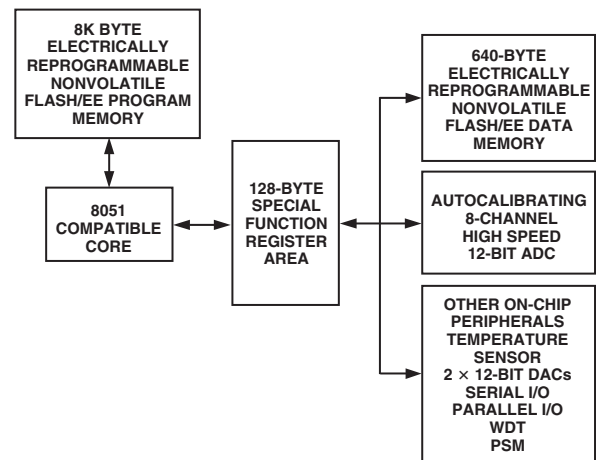 8K BYTE
ELECTRICALLY
REPROGRAMMABLE
NONVOLATILE
FLASH/EE PROGRAM
MEMORY
8051
COMPATIBLE
CORE
128-BYTE
SPECIAL
FUNCTION
REGISTER
AREA
640-BYTE
ELECTRICALLY
REPROGRAMMABLE
NONVOLATILE
FLASH/EE DATA
MEMORY
AUTOCALIBRATING
8-CHANNEL
HIGH SPEED
12-BIT ADC
OTHER ON-CHIP
PERIPHERALS
TEMPERATURE
SENSOR
2 × 12-BIT DACs
SERIAL I/O
PARALLEL I/O
WDT
PSM